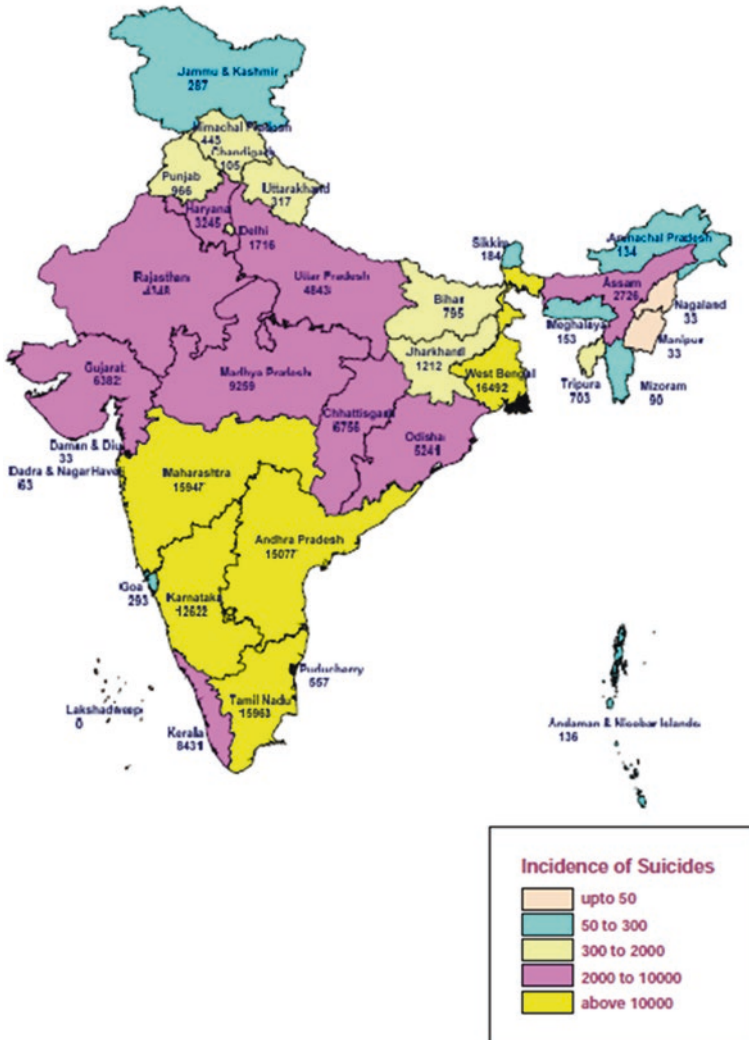 Jammu & Kashmir
287
Himachal Pradesh
445
Chandigarh
105
Punjab
966
Uttarakhand
317
Haryana
3245
Delhi
1716
Rajasthan
4348
Uttar Pradesh
4843
Sikkim
184
Arunachal Pradesh
134
Assam
2726
Nagaland
33
Bihar
795
Meghalaya
153
Manipur
33
Jharkhand
1212
West Bengal
16492
Tripura
703
Mizoram
90
Gujarat
6382
Madhya Pradesh
9259
Chhattisgarh
6756
Odisha
5241
Daman & Diu
33
Dadra & Nagar Have
63
Maharashtra
15947
Andhra Pradesh
15077
Goa
293
Karnataka
12622
Puducherry
557
Lakshadweep
0
Tamil Nadu
15963
Kerala
8431
Andaman & Nicobar Islands
136
Incidence of Suicides
upto 50
50 to 300
300 to 2000
2000 to 10000
above 10000